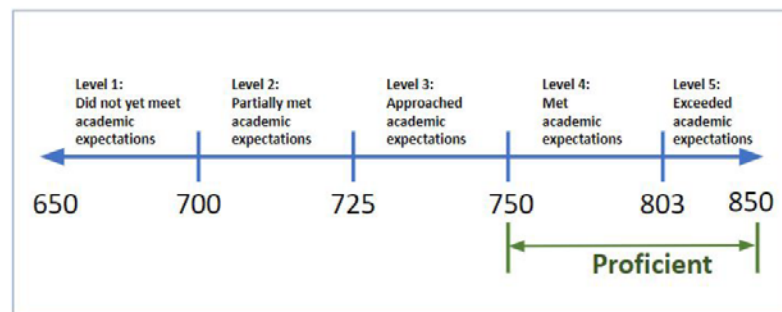 Level 1:
Did not yet meet
academic
expectations
Level 2:
Partially met
academic
expectations
Level 3:
Approached
academic
expectations
Level 4:
Met
academic
expectations
Level 5:
Exceeded
academic
expectations
650 700 725 750 803 850
Proficient